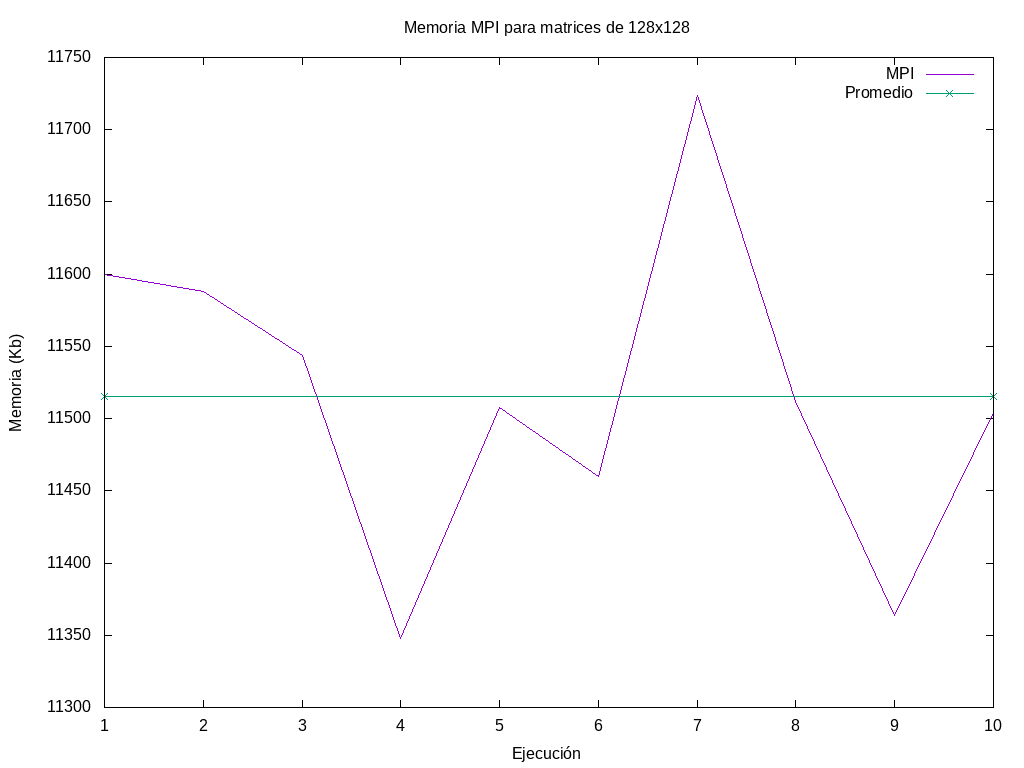 Memoria MPI para matrices de 128x128
MPI
Promedio
11750
11700
11650
11600
11550
11500
11450
11400
11350
11300
Memoria (Kb)
1 2 3 4 5 6 7 8 9 10
Ejecución